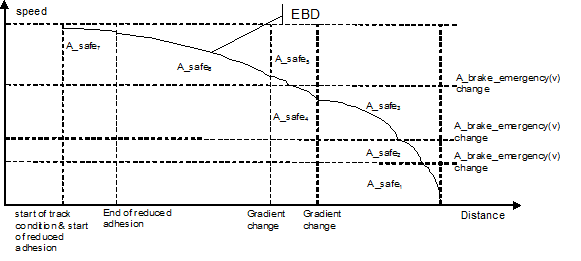 speed
EBD
A_safe₇
A_safe₆
A_safe₅
A_brake_emergency(v)
change
A_safe₄
A_safe₃
A_brake_emergency(v)
change
A_safe₂
A_brake_emergency(v)
change
A_safe₁
start of track
condition & start
of reduced
adhesion
End of reduced
adhesion
Gradient
change
Gradient
change
Distance